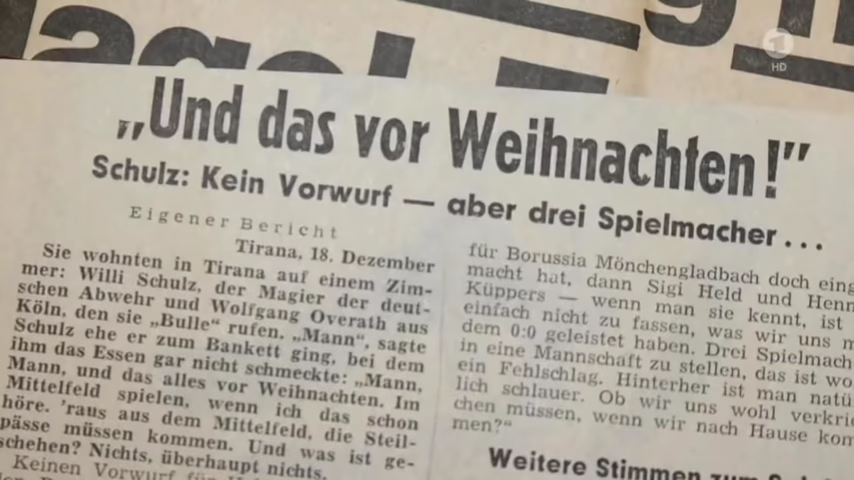 1
HD
„Und das vor Weihnachten!”
Schulz: Kein Vorwurf — aber drei Spielmacher...
Eigener Bericht
Tirana, 18. Dezember
Sie wohnten in Tirana auf einem Zim-
mer: Willi Schulz, der Magier der deut-
schen Abwehr und Wolfgang Overath aus
Köln, den sie „Bulle“ rufen. „Mann“, sagte
Schulz ehe er zum Bankett ging, bei dem
ihm das Essen gar nicht schmeckte: „Mann,
Mann, und das alles vor Weihnachten. Im
Mittelfeld spielen, wenn ich das schon
höre. 'raus aus dem Mittelfeld, die Steil-
pässe müssen kommen. Und was ist ge-
schehen? Nichts, überhaupt nichts.
Keinen Vorwurf für
für Borussia Mönchengladbach doch eing
macht hat, dann Sigi Held und Henn
Küppers — wenn man sie kennt, ist
einfach nicht zu fassen, was wir uns m
dem 0:0 geleistet haben. Drei Spielmach
in eine Mannschaft zu stellen, das ist wo
ein Fehlschlag. Hinterher ist man natü
lich schlauer. Ob wir uns wohl verkrie
chen müssen, wenn wir nach Hause kom
men?“
Weitere Stimmen zum